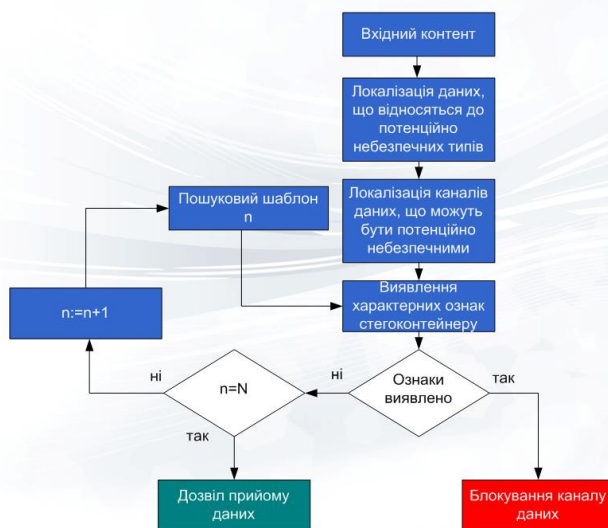 Вхідний контент
Локалізація даних,
що відносяться до
потенційно
небезпечних типів
Пошуковий шаблон
n
Локалізація каналів
даних, що можуть
бути потенційно
небезпечними
n:=n+1
Виявлення
характерних ознак
стегоконтейнеру
ні
n=N
ні
Ознаки
виявлено
так
так
Дозвіл прийому
даних
Блокування каналу
даних